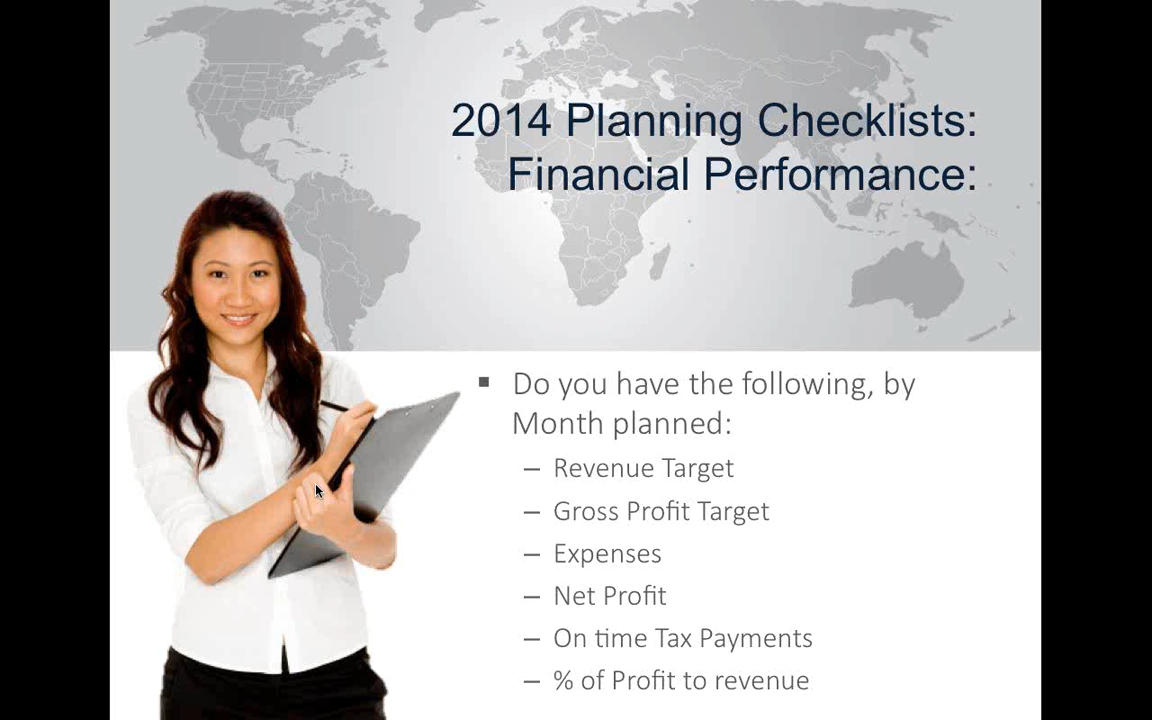 2014 Planning Checklists:
Financial Performance:
▪ Do you have the following, by
Month planned:
– Revenue Target
– Gross Profit Target
– Expenses
– Net Profit
– On time Tax Payments
– % of Profit to revenue